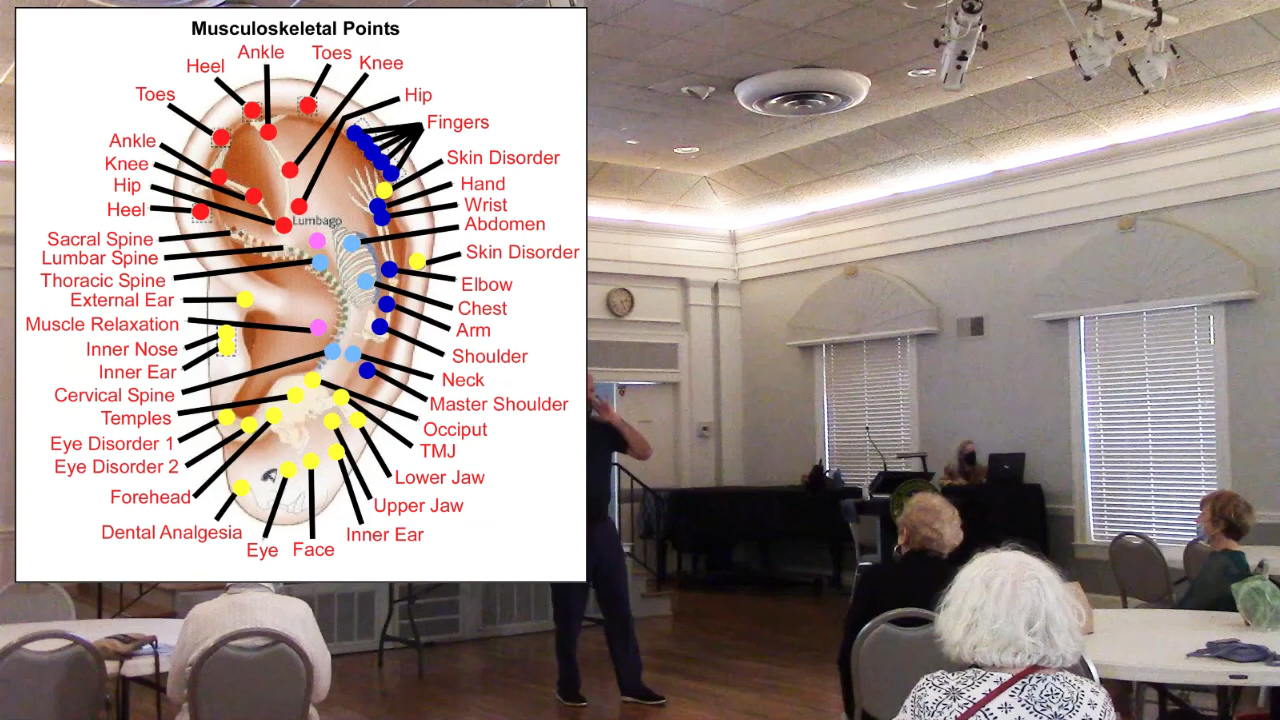 Musculoskeletal Points
Ankle
Toes
Heel
Knee
Toes
Hip
Fingers
Ankle
Skin Disorder
Knee
Hand
Hip
Wrist
Heel
Abdomen
Lumbago
Sacral Spine
Skin Disorder
Lumbar Spine
Thoracic Spine
Elbow
External Ear
Chest
Muscle Relaxation
Arm
Inner Nose
Shoulder
Inner Ear
Neck
Cervical Spine
Master Shoulder
Temples
Occiput
Eye Disorder 1
TMJ
Eye Disorder 2
Lower Jaw
Forehead
Upper Jaw
Dental Analgesia
Inner Ear
Eye
Face